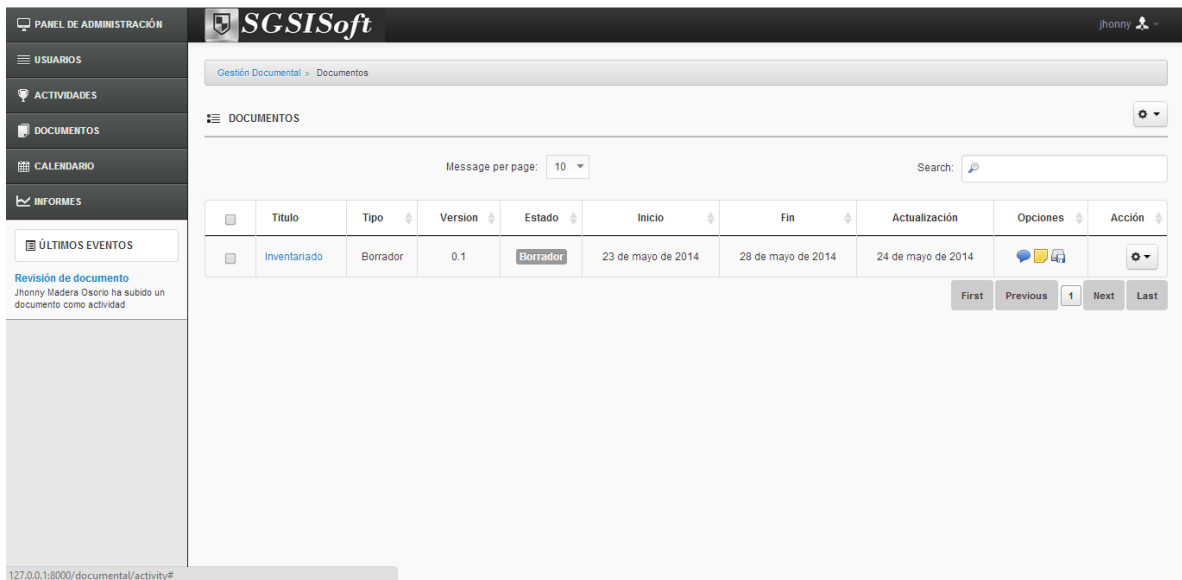 PANEL DE ADMINISTRACIÓN
SGSISoft
jhonny
USUARIOS
ACTIVIDADES
DOCUMENTOS
CALENDARIO
INFORMES
ÚLTIMOS EVENTOS
Revisión de documento
Jhonny Madera Osorio ha subido un
documento como actividad
Gestión Documental » Documentos
DOCUMENTOS
Message per page: 10
Search:
Titulo Tipo Version Estado Inicio Fin Actualización Opciones Acción
Inventariado Borrador 0.1 Borrador 23 de mayo de 2014 28 de mayo de 2014 24 de mayo de 2014
First Previous 1 Next Last
127.0.0.1:8000/documental/activity#